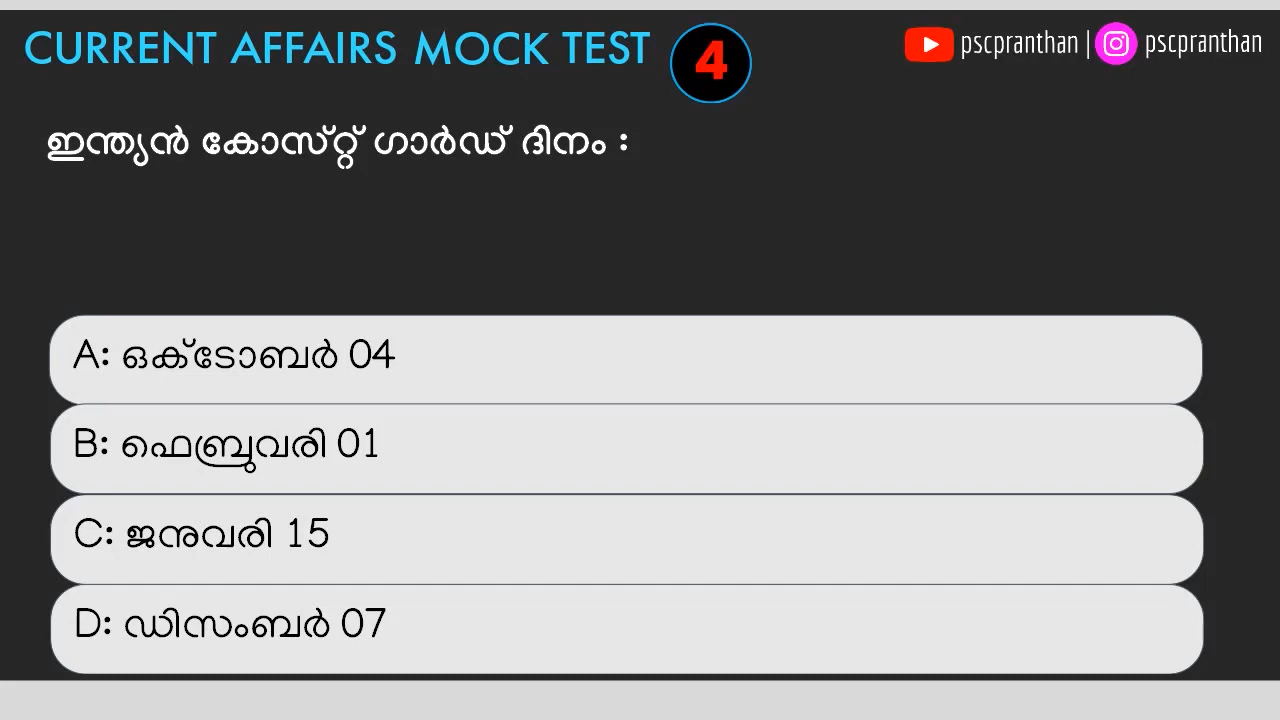 CURRENT AFFAIRS MOCK TEST 4
pscpranthan | pscpranthan
ഇന്ത്യൻ കോസ്റ്റ് ഗാർഡ് ദിനം :
A: ഒക്ടോബർ 04
B: ഫെബ്രുവരി 01
C: ജനുവരി 15
D: ഡിസംബർ 07